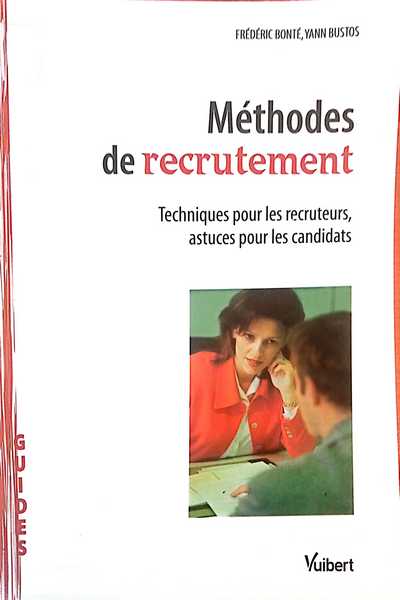 FRÉDÉRIC BONTÉ, YANN BUSTOS
Méthodes
de recrutement
Techniques pour les recruteurs,
astuces pour les candidats
GUIDES
Vuibert